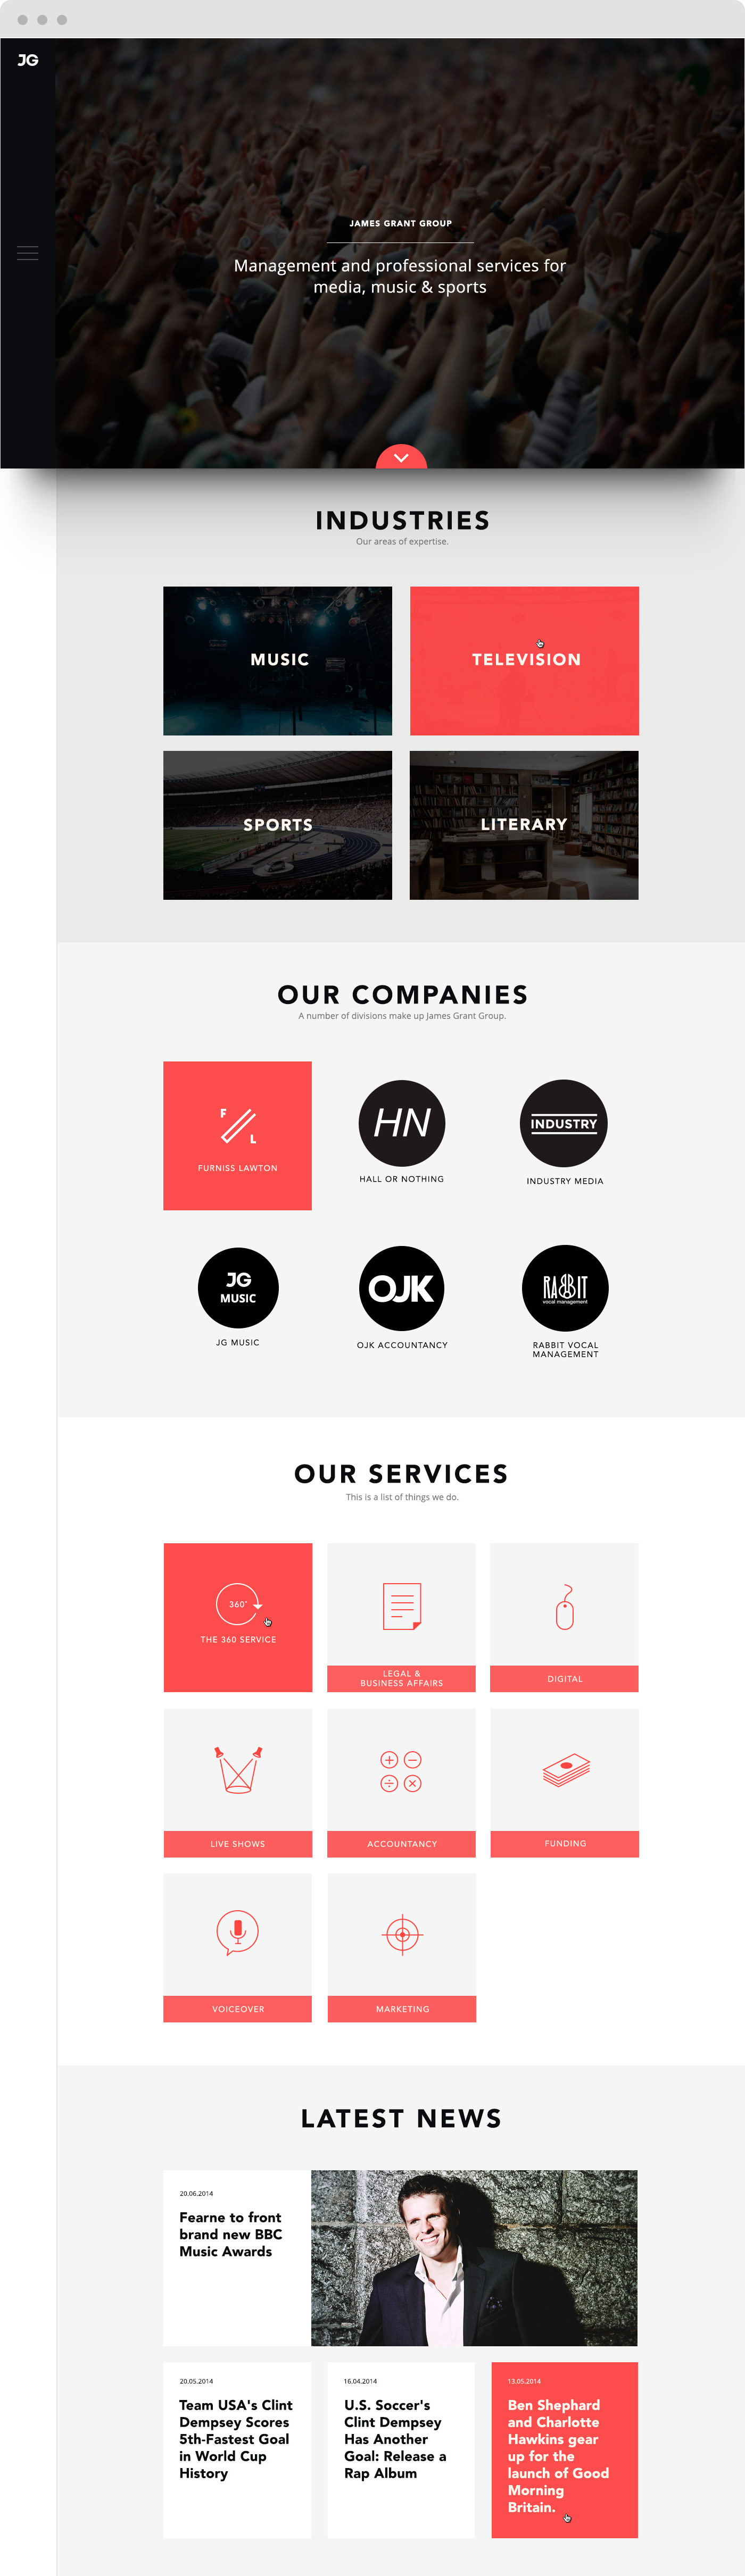 JG
JAMES GRANT GROUP
Management and professional services for
media, music & sports
INDUSTRIES
Our areas of expertise.
MUSIC
TELEVISION
SPORTS
LITERARY
OUR COMPANIES
A number of divisions make up James Grant Group.
F
L
FURNISS LAWTON
HN
HALL OR NOTHING
INDUSTRY
INDUSTRY MEDIA
JG
MUSIC
JG MUSIC
OJK
OJK ACCOUNTANCY
RABBIT
vocal management
RABBIT VOCAL
MANAGEMENT
OUR SERVICES
This is a list of things we do.
360°
THE 360 SERVICE
LEGAL &
BUSINESS AFFAIRS
DIGITAL
LIVE SHOWS
ACCOUNTANCY
FUNDING
VOICEOVER
MARKETING
LATEST NEWS
20.06.2014
Fearne to front
brand new BBC
Music Awards
20.05.2014
Team USA's Clint
Dempsey Scores
5th-Fastest Goal
in World Cup
History
16.04.2014
U.S. Soccer's
Clint Dempsey
Has Another
Goal: Release a
Rap Album
13.05.2014
Ben Shephard
and Charlotte
Hawkins gear
up for the
launch of Good
Morning
Britain.